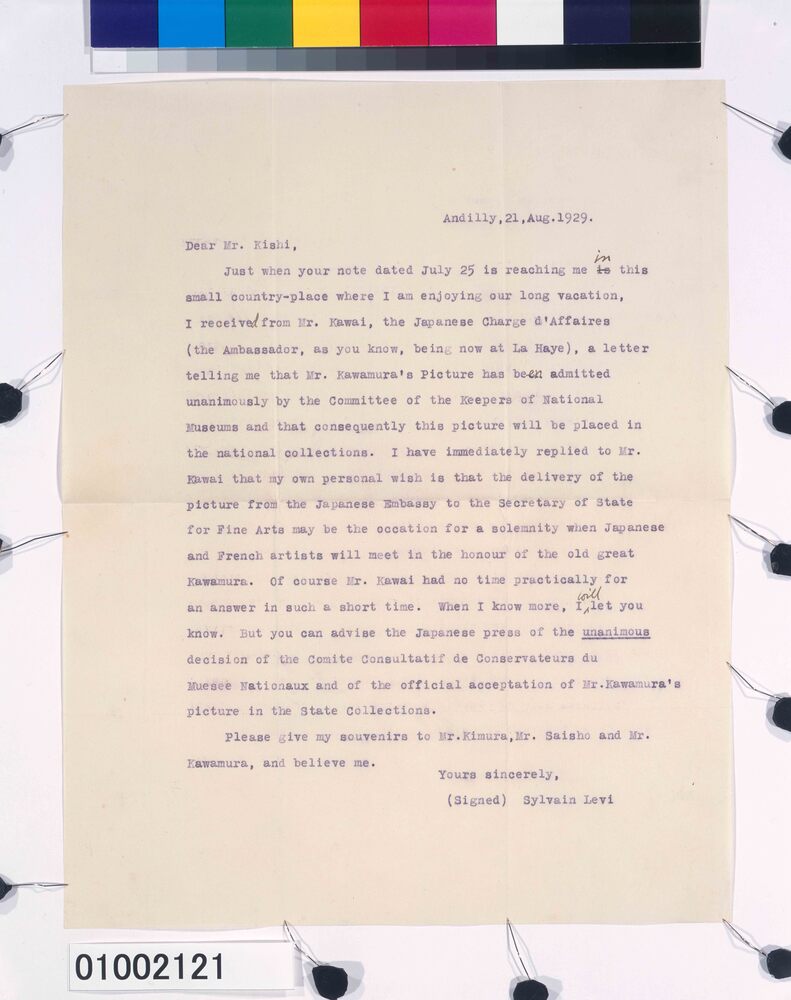 Andilly,21,Aug.1929.
Dear Mr. Kishi,
Just when your note dated July 25 is reaching me is in this
small country-place where I am enjoying our long vacation,
I received from Mr. Kawai, the Japanese Charge d'Affaires
(the Ambassador, as you know, being now at La Haye), a letter
telling me that Mr. Kawamura's Picture has been admitted
unanimously by the Committee of the Keepers of National
Museums and that consequently this picture will be placed in
the national collections. I have immediately replied to Mr.
Kawai that my own personal wish is that the delivery of the
picture from the Japanese Embassy to the Secretary of State
for Fine Arts may be the occation for a solemnity when Japanese
and French artists will meet in the honour of the old great
Kawamura. Of course Mr. Kawai had no time practically for
an answer in such a short time. When I know more, I will let you
know. But you can advise the Japanese press of the unanimous
decision of the Comite Consultatif de Conservateurs du
Muesee Nationaux and of the official acceptation of Mr.Kawamura's
picture in the State Collections.
Please give my souvenirs to Mr.Kimura,Mr. Saisho and Mr.
Kawamura, and believe me.
Yours sincerely,
(Signed) Sylvain Levi
01002121